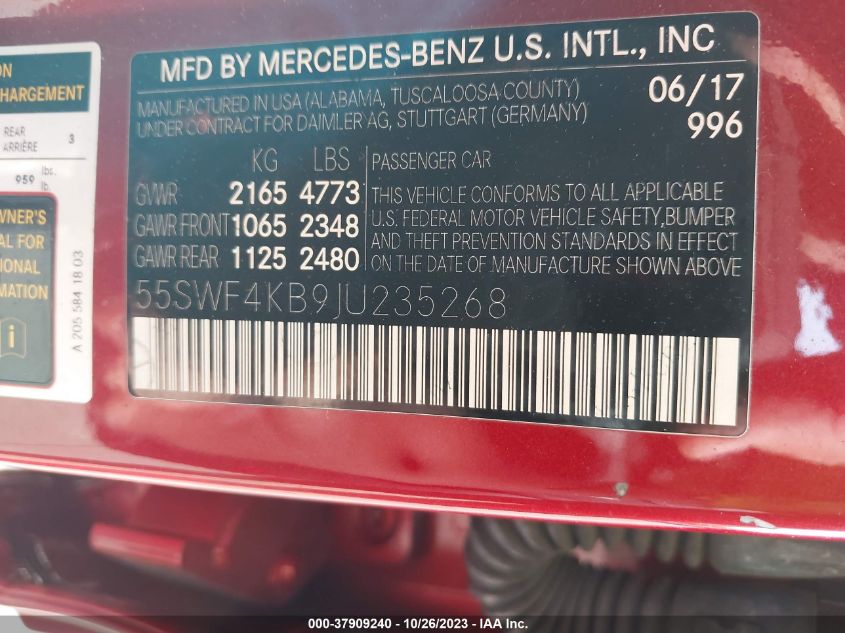 ON
HARGEMENT
REAR
ARRIÈRE 3
lbs.
959 lb.
WNER'S
AL FOR
IONAL
MATION
A 205 584 18 03
MFD BY MERCEDES-BENZ U.S. INTL., INC
MANUFACTURED IN USA (ALABAMA, TUSCALOOSA COUNTY) 06/17
UNDER CONTRACT FOR DAIMLER AG, STUTTGART (GERMANY) 996
KG LBS
GVWR 2165 4773
GAWR FRONT 1065 2348
GAWR REAR 1125 2480
PASSENGER CAR
THIS VEHICLE CONFORMS TO ALL APPLICABLE
U.S. FEDERAL MOTOR VEHICLE SAFETY,BUMPER
AND THEFT PREVENTION STANDARDS IN EFFECT
ON THE DATE OF MANUFACTURE SHOWN ABOVE
55SWF4KB9JU235268
000-37909240 - 10/26/2023 - IAA Inc.